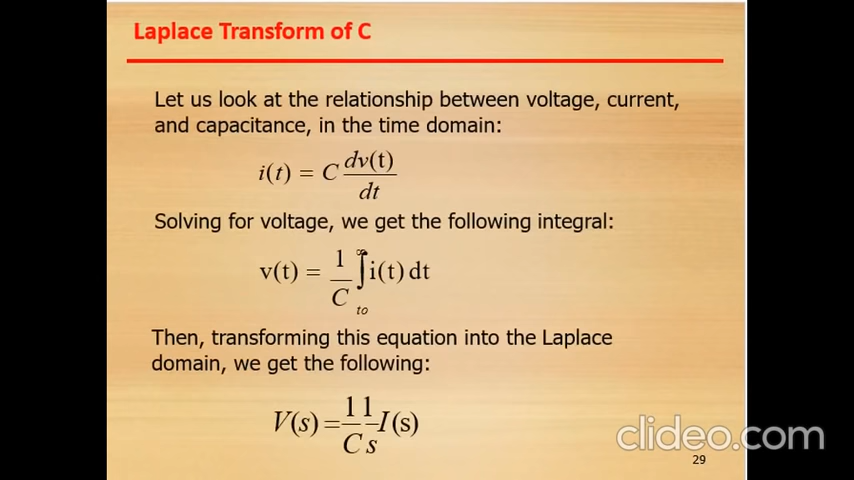 Laplace Transform of C
Let us look at the relationship between voltage, current,
and capacitance, in the time domain:
i(t) = C dv(t)/dt
Solving for voltage, we get the following integral:
v(t) = 1/C ∫_to^∞ i(t) dt
Then, transforming this equation into the Laplace
domain, we get the following:
V(s) = 1/C 1/s I(s)
clideo.com
29